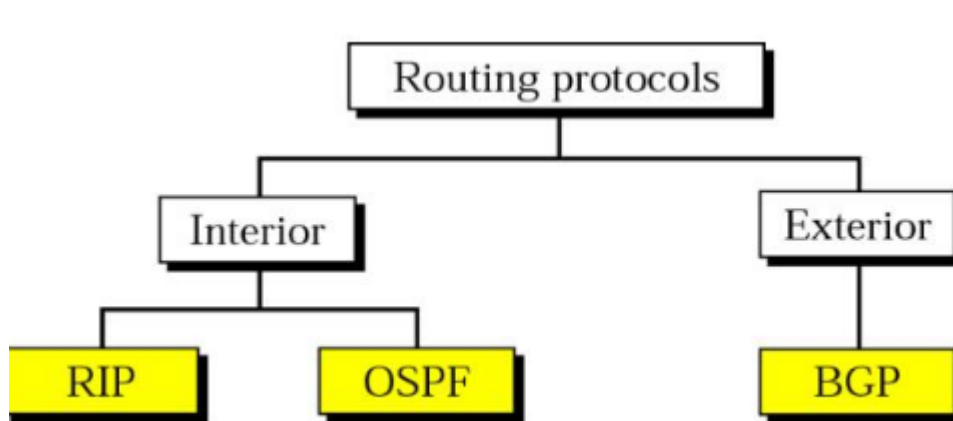 Routing protocols
Interior
Exterior
RIP
OSPF
BGP